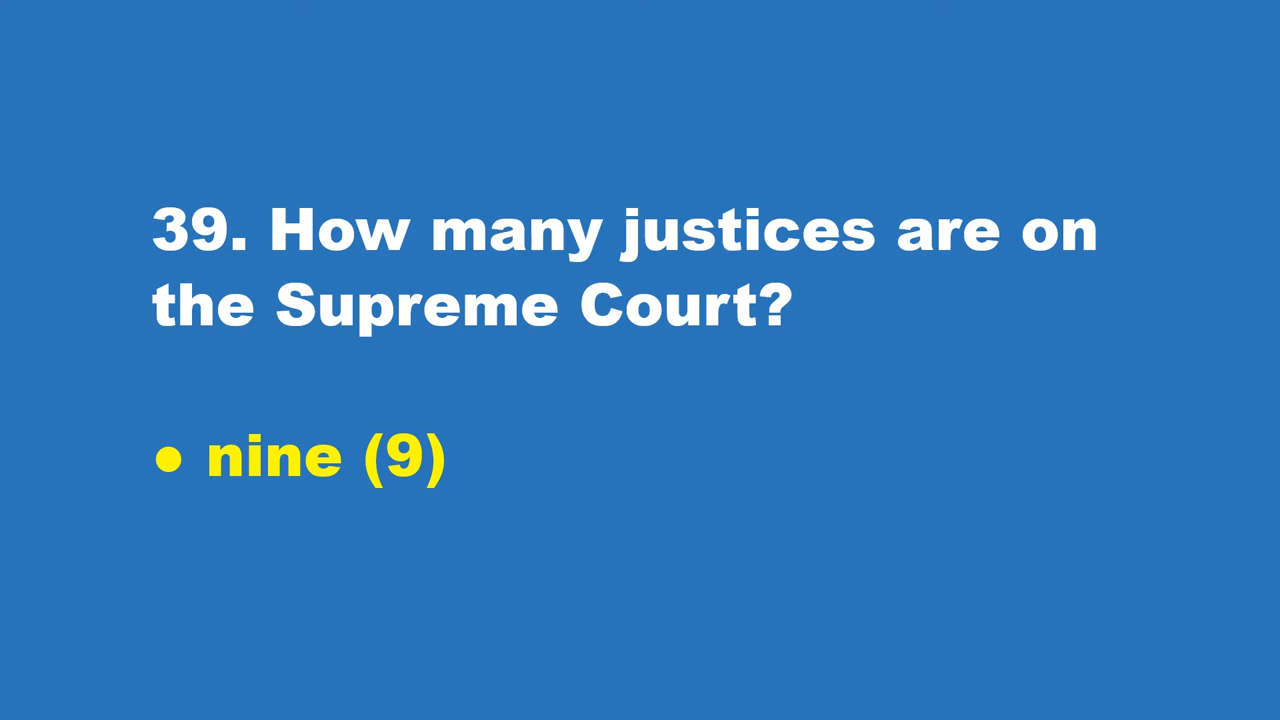 39. How many justices are on
the Supreme Court?
● nine (9)